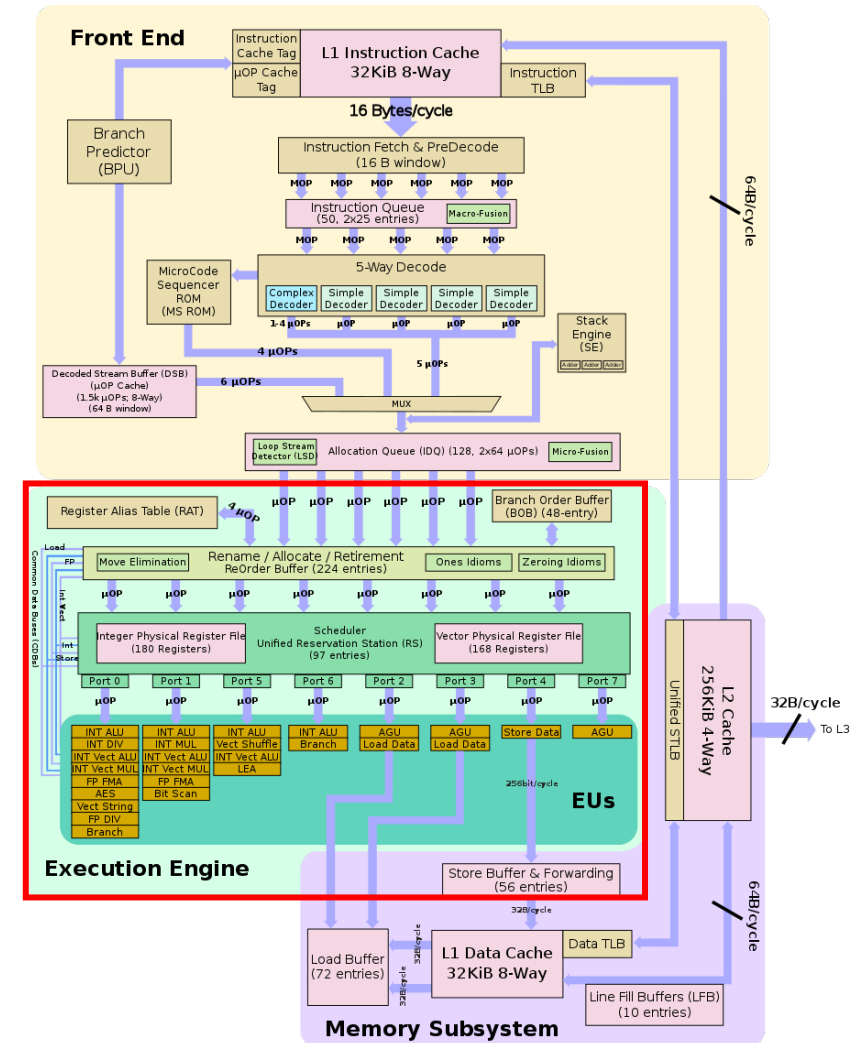 Front End
Instruction
Cache Tag
µOP Cache
Tag
L1 Instruction Cache
32KiB 8-Way
Instruction
TLB
16 Bytes/cycle
Branch
Predictor
(BPU)
Instruction Fetch & PreDecode
(16 B window)
MOP MOP MOP MOP MOP MOP
Instruction Queue
(50, 2x25 entries)
Macro-Fusion
MOP MOP MOP MOP MOP
64B/cycle
5-Way Decode
MicroCode
Sequencer
ROM
(MS ROM)
Complex
Decoder
Simple
Decoder
Simple
Decoder
Simple
Decoder
Simple
Decoder
1-4 µOPs µOP µOP µOP µOP
Stack
Engine
(SE)
Adder Adder Adder
4 µOPs
5 µOPs
Decoded Stream Buffer (DSB)
(µOP Cache)
(1.5k µOPs; 8-Way)
(64 B window)
6 µOPs
MUX
Loop Stream
Detector (LSD)
Allocation Queue (IDQ) (128, 2x64 µOPs)
Micro-Fusion
µOP µOP µOP µOP µOP µOP
Register Alias Table (RAT)
4 µOP
Branch Order Buffer
(BOB) (48-entry)
Rename / Allocate / Retirement
ReOrder Buffer (224 entries)
Move Elimination
Ones Idioms
Zeroing Idioms
Load
FP
Common Data Buses (CDBs)
Int Vect
Int
Store
µOP µOP µOP µOP µOP µOP µOP µOP
Integer Physical Register File
(180 Registers)
Scheduler
Unified Reservation Station (RS)
(97 entries)
Vector Physical Register File
(168 Registers)
Port 0 Port 1 Port 5 Port 6 Port 2 Port 3 Port 4 Port 7
µOP µOP µOP µOP µOP µOP µOP µOP
INT ALU
INT DIV
INT Vect ALU
INT Vect MUL
FP FMA
AES
Vect String
FP DIV
Branch
INT ALU
INT MUL
INT Vect ALU
INT Vect MUL
FP FMA
Bit Scan
INT ALU
Vect Shuffle
INT Vect ALU
LEA
INT ALU
Branch
AGU
Load Data
AGU
Load Data
Store Data
AGU
256bit/cycle
EUs
Execution Engine
Unified STLB
L2 Cache
256KiB 4-Way
32B/cycle
To L3
Store Buffer & Forwarding
(56 entries)
32B/cycle
64B/cycle
Load Buffer
(72 entries)
32B/cycle
32B/cycle
L1 Data Cache
32KiB 8-Way
Data TLB
Line Fill Buffers (LFB)
(10 entries)
Memory Subsystem